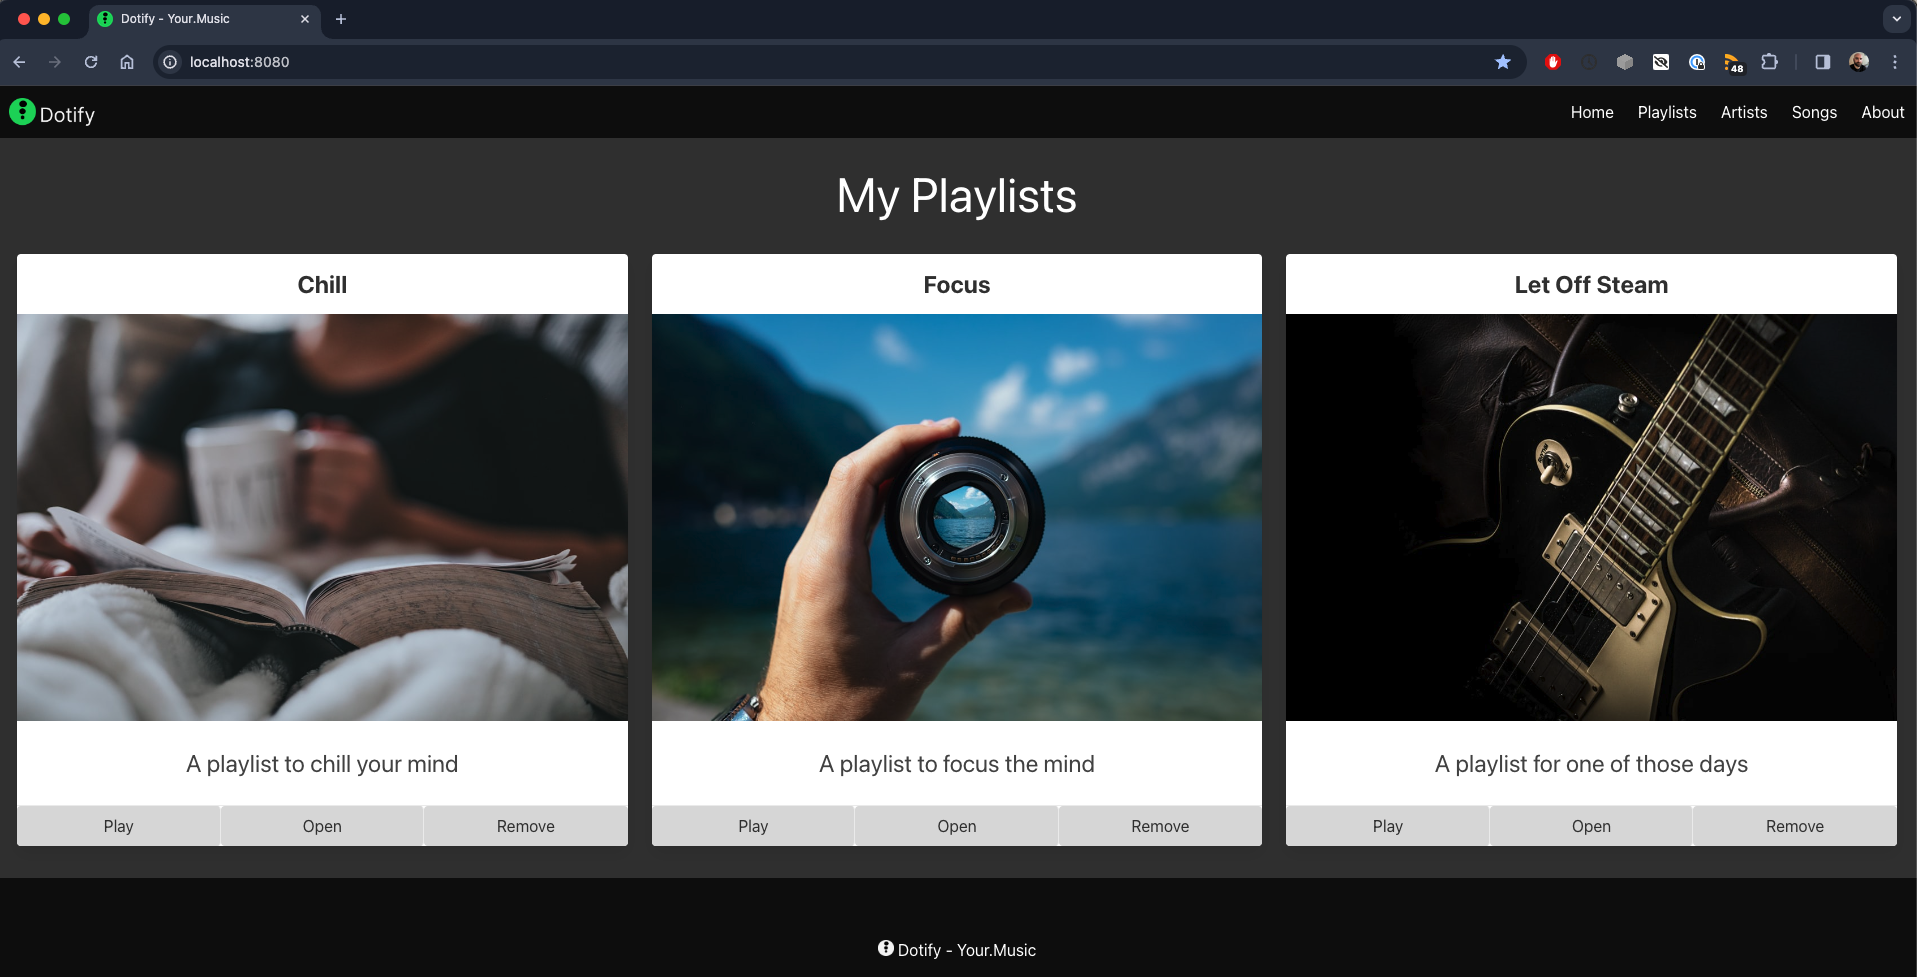 Dotify - Your.Music
localhost:8080
48
Dotify
Home Playlists Artists Songs About
My Playlists
Chill
Focus
Let Off Steam
A playlist to chill your mind
A playlist to focus the mind
A playlist for one of those days
Play Open Remove
Play Open Remove
Play Open Remove
Dotify - Your.Music